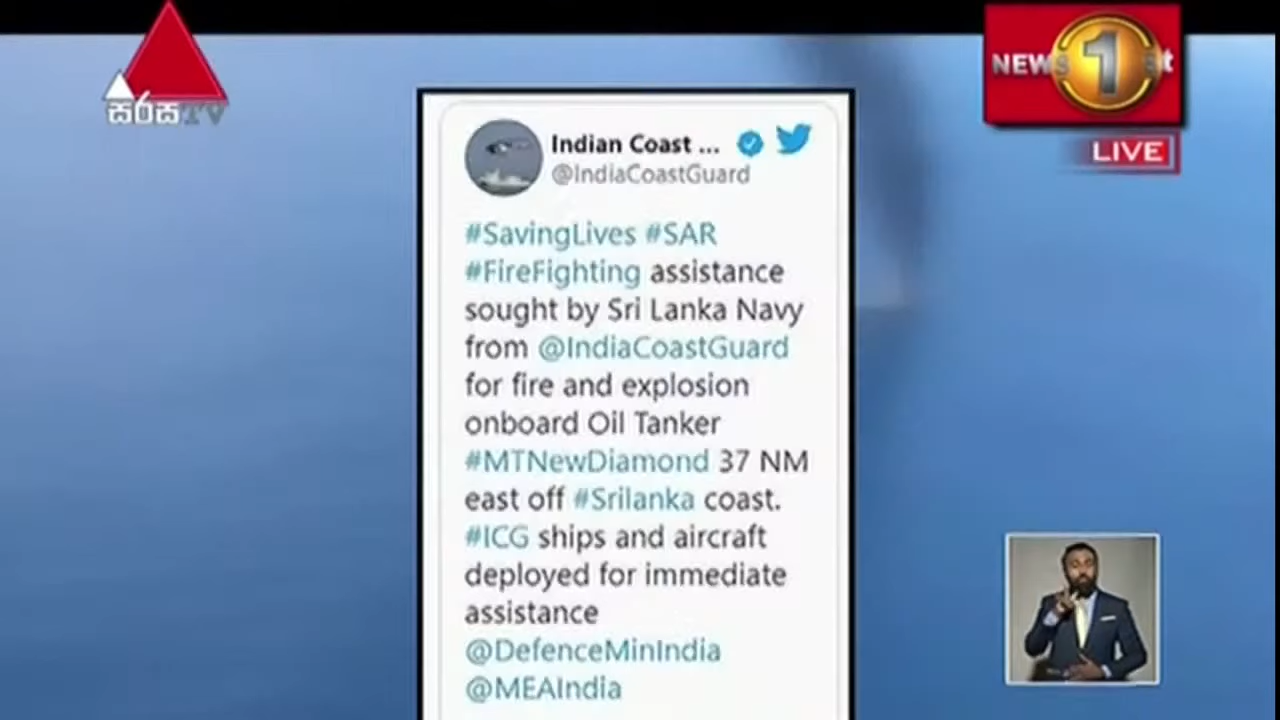 සිරස TV
NEWS 1st
LIVE
Indian Coast ...
@IndiaCoastGuard
#SavingLives #SAR
#FireFighting assistance
sought by Sri Lanka Navy
from @IndiaCoastGuard
for fire and explosion
onboard Oil Tanker
#MTNewDiamond 37 NM
east off #Srilanka coast.
#ICG ships and aircraft
deployed for immediate
assistance
@DefenceMinIndia
@MEAIndia